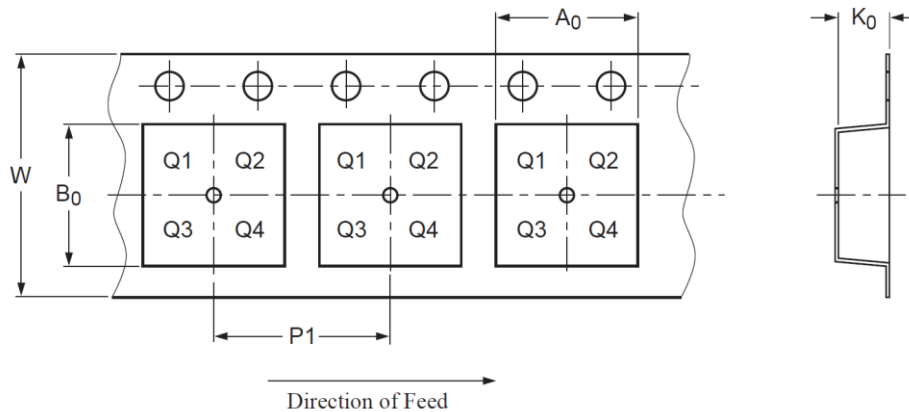 A0
K0
W
B0
Q1 Q2 Q1 Q2 Q1 Q2
Q3 Q4 Q3 Q4 Q3 Q4
P1
Direction of Feed